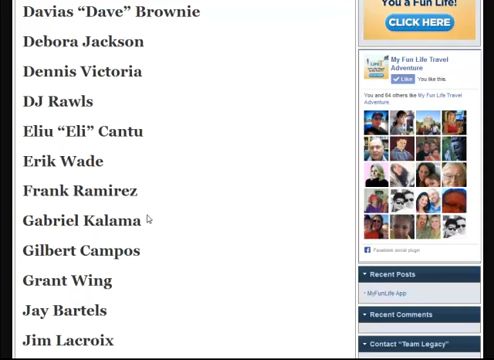 Davias “Dave” Brownie
Debora Jackson
Dennis Victoria
DJ Rawls
Eliu “Eli” Cantu
Erik Wade
Frank Ramirez
Gabriel Kalama
Gilbert Campos
Grant Wing
Jay Bartels
Jim Lacroix
You a Fun Life!
CLICK HERE
My Fun Life Travel
Adventure
Like
You like this.
You and 64 others like My Fun Life Travel
Adventure.
Facebook social plugin
Recent Posts
MyFunLife App
Recent Comments
Contact “Team Legacy”